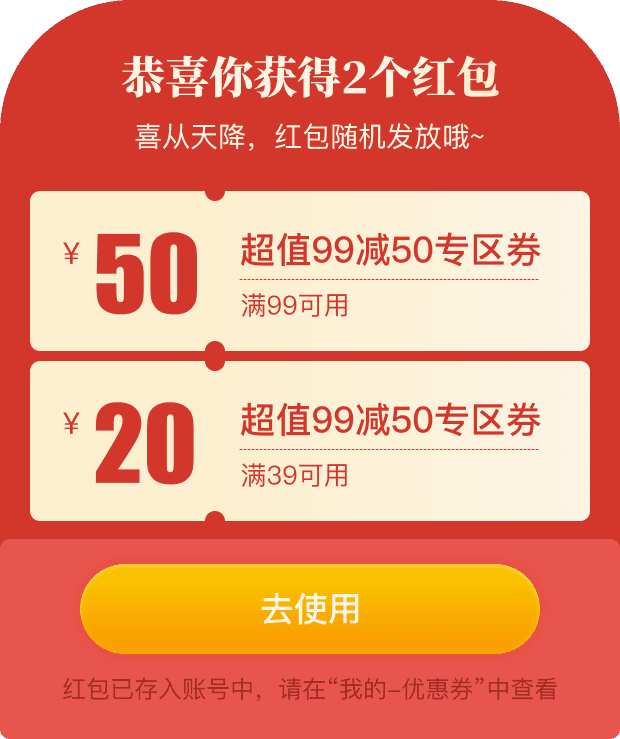 恭喜你获得2个红包
喜从天降，红包随机发放哦~
¥50
超值99减50专区券
满99可用
¥20
超值99减50专区券
满39可用
去使用
红包已存入账号中，请在“我的-优惠券”中查看